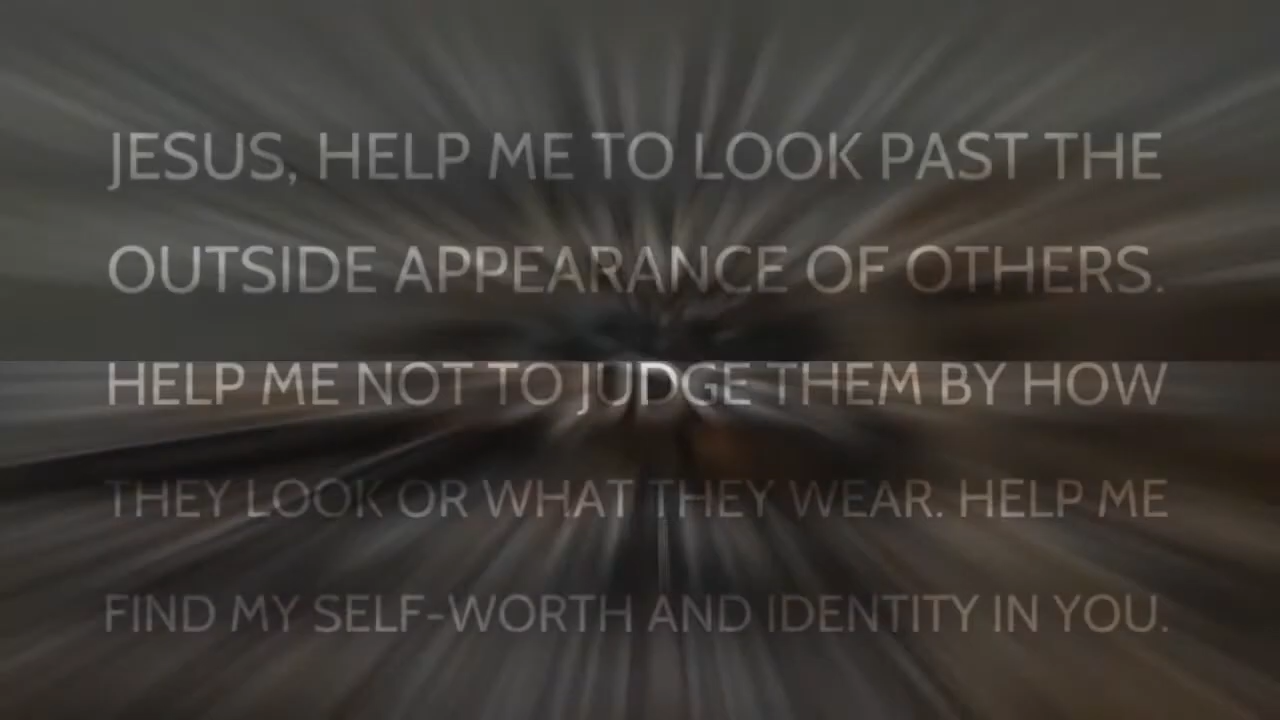 JESUS, HELP ME TO LOOK PAST THE
OUTSIDE APPEARANCE OF OTHERS.
HELP ME NOT TO JUDGE THEM BY HOW
THEY LOOK OR WHAT THEY WEAR. HELP ME
FIND MY SELF-WORTH AND IDENTITY IN YOU.